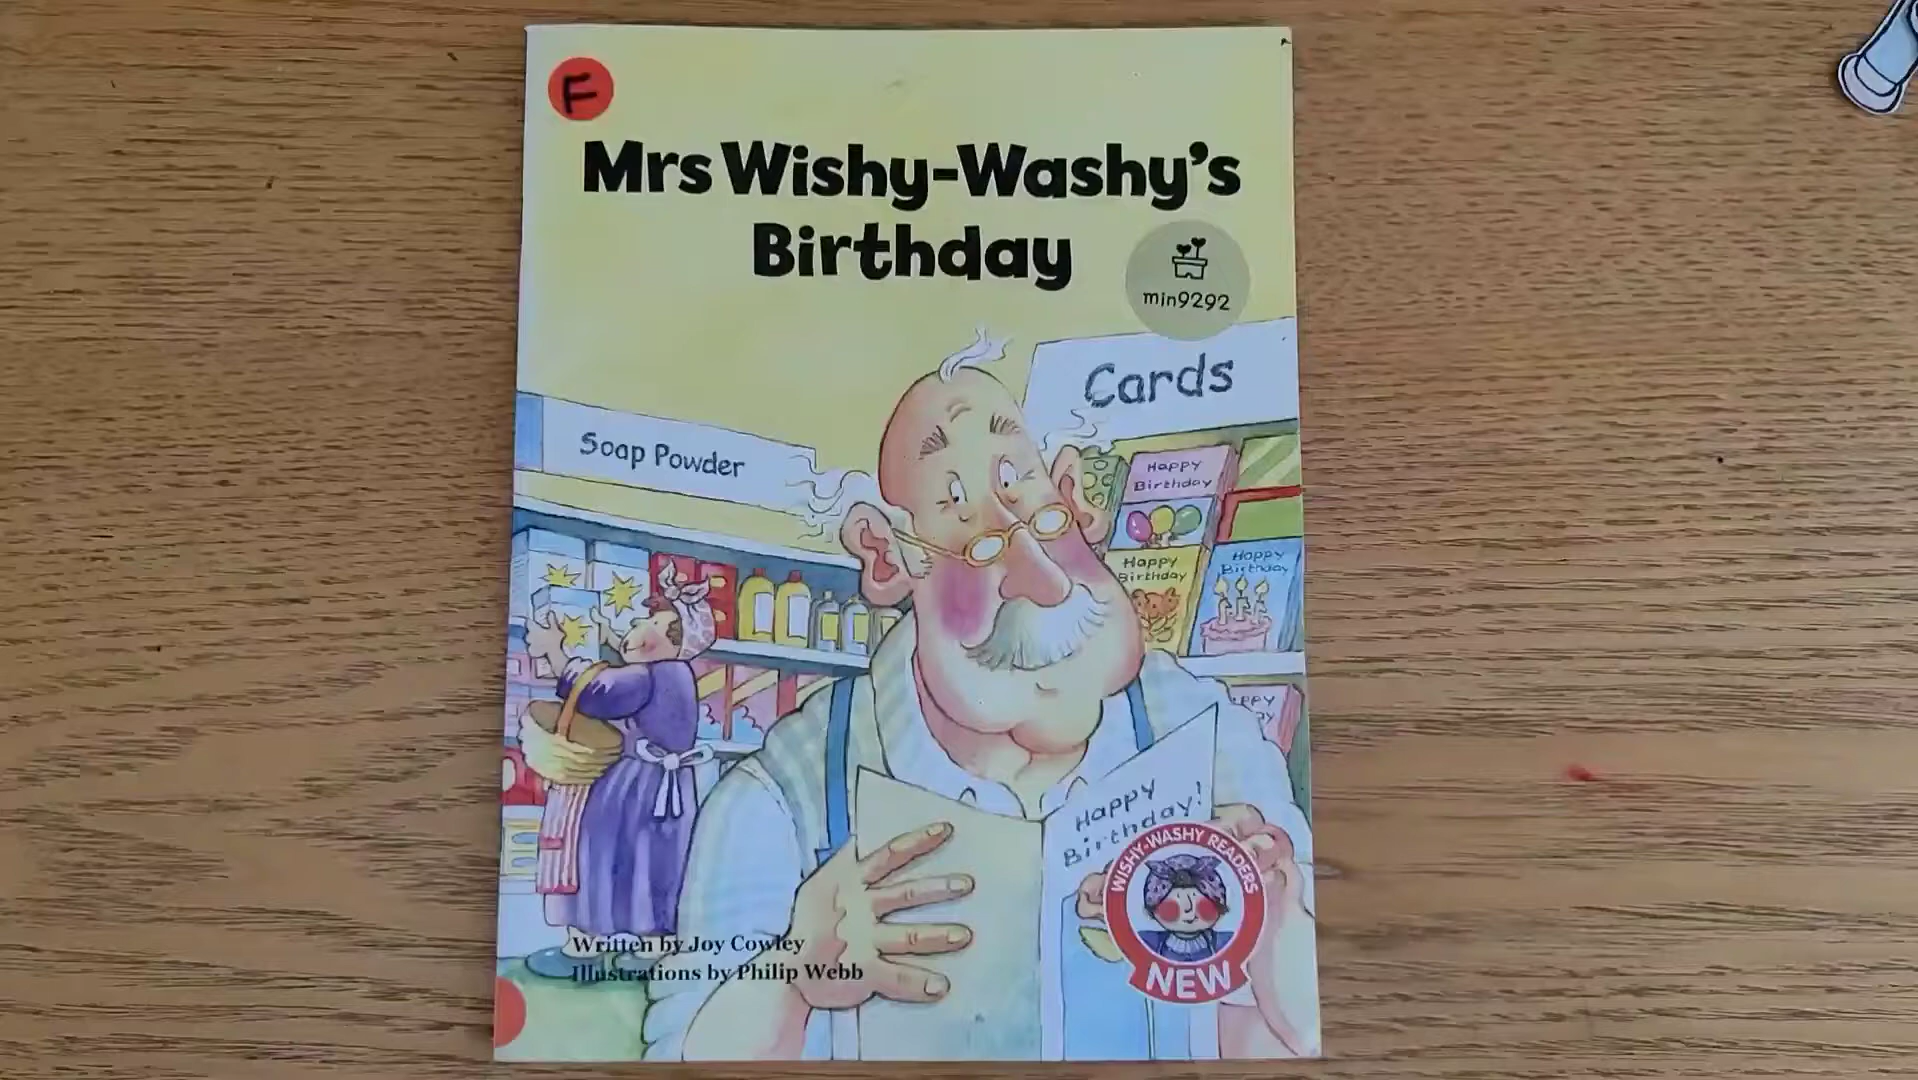 F
Mrs Wishy-Washy's
Birthday
min9292
Cards
Soap Powder
Happy
Birthday
Happy
Birthday
Happy
Birthday
Happy
Birthday!
WISHY-WASHY READERS
NEW
Written by Joy Cowley
Illustrations by Philip Webb